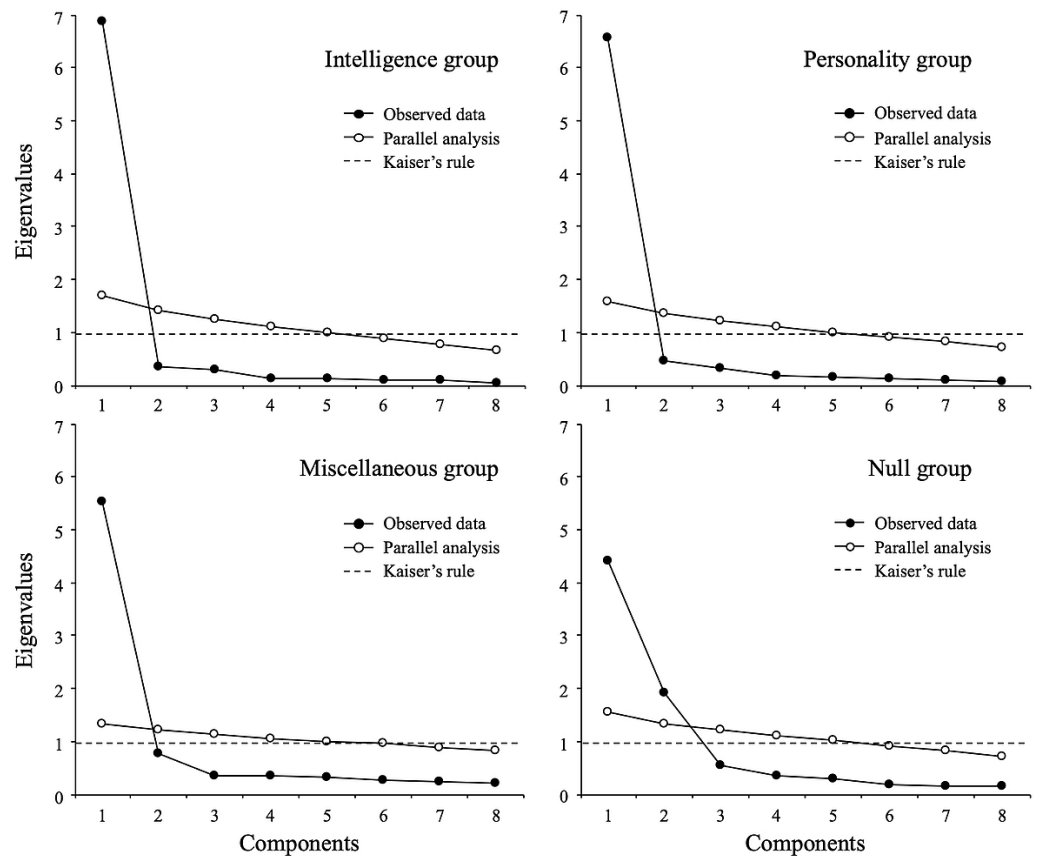 7
6
5
4
3
2
1
0
Eigenvalues
Intelligence group
Observed data
Parallel analysis
Kaiser's rule
1 2 3 4 5 6 7 8
7
6
5
4
3
2
1
0
Personality group
Observed data
Parallel analysis
Kaiser's rule
1 2 3 4 5 6 7 8
7
6
5
4
3
2
1
0
Eigenvalues
Miscellaneous group
Observed data
Parallel analysis
Kaiser's rule
1 2 3 4 5 6 7 8
Components
7
6
5
4
3
2
1
0
Null group
Observed data
Parallel analysis
Kaiser's rule
1 2 3 4 5 6 7 8
Components